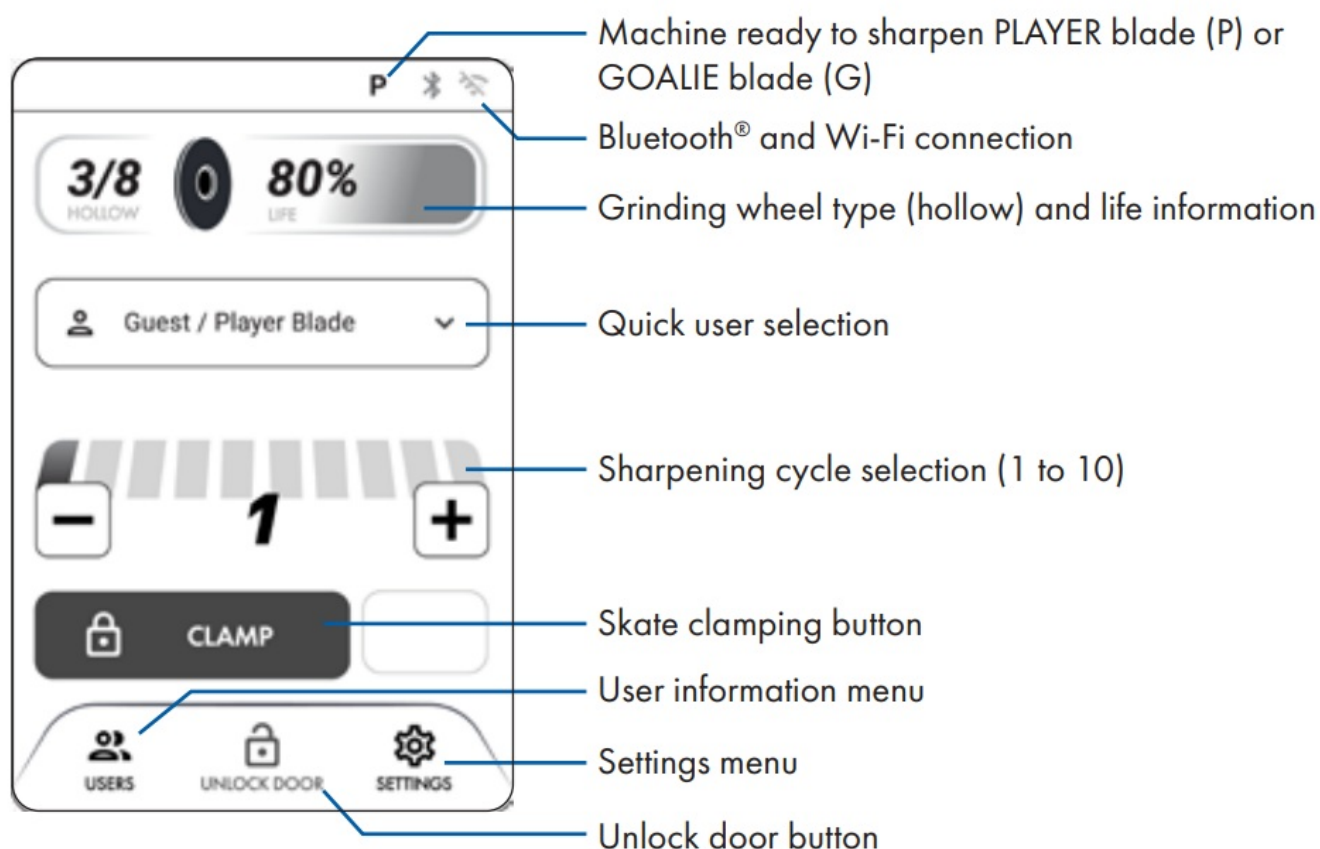 Machine ready to sharpen PLAYER blade (P) or
GOALIE blade (G)
P
Bluetooth® and Wi-Fi connection
3/8
HOLLOW
80%
LIFE
Grinding wheel type (hollow) and life information
Guest / Player Blade
Quick user selection
Sharpening cycle selection (1 to 10)
1
CLAMP
Skate clamping button
User information menu
USERS
UNLOCK DOOR
SETTINGS
Settings menu
Unlock door button